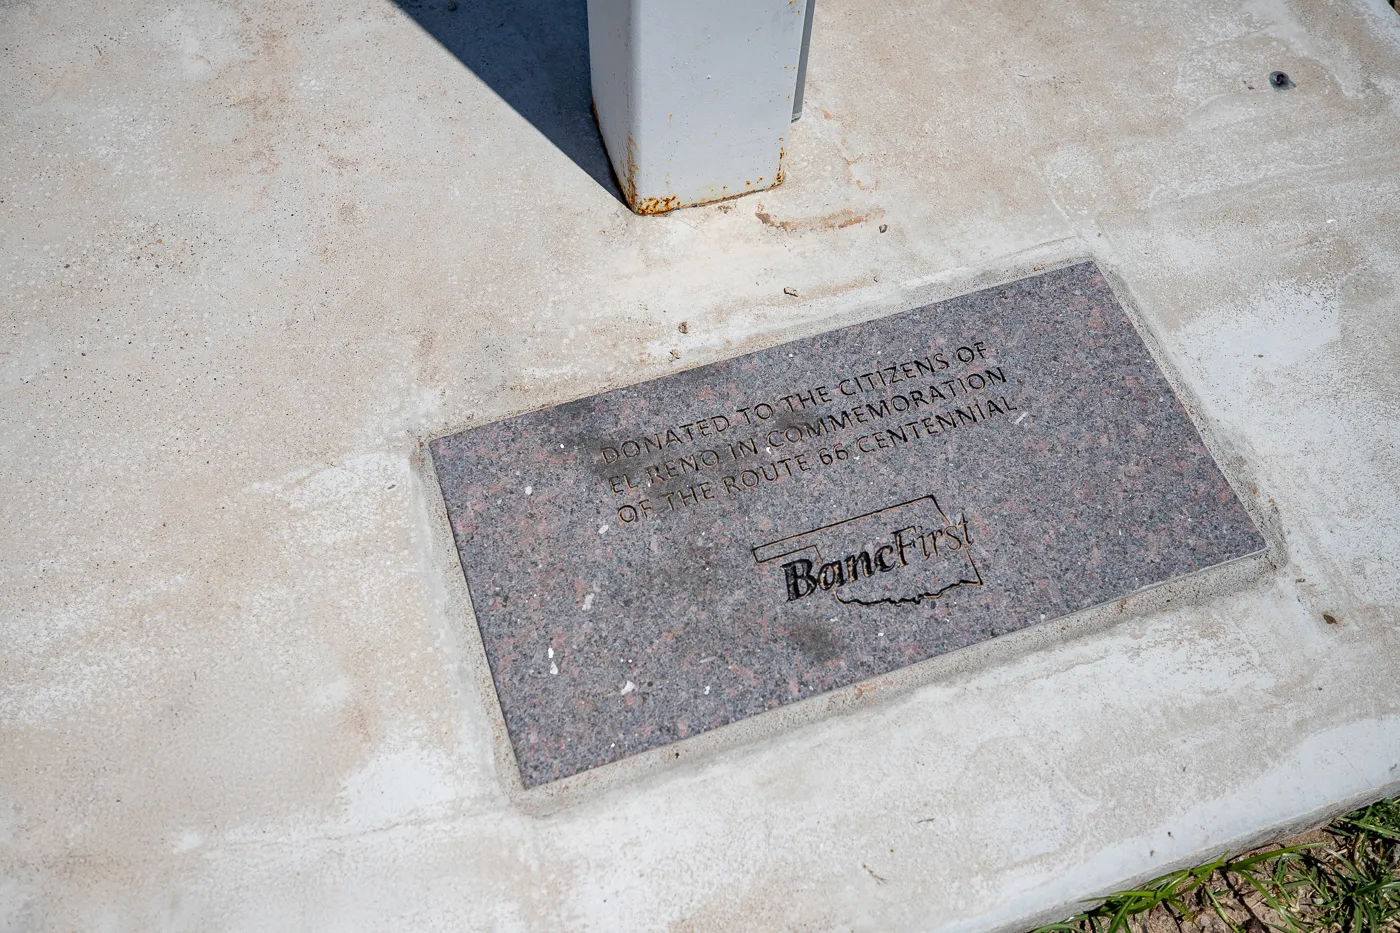 DONATED TO THE CITIZENS OF
EL RENO IN COMMEMORATION
OF THE ROUTE 66 CENTENNIAL
BancFirst